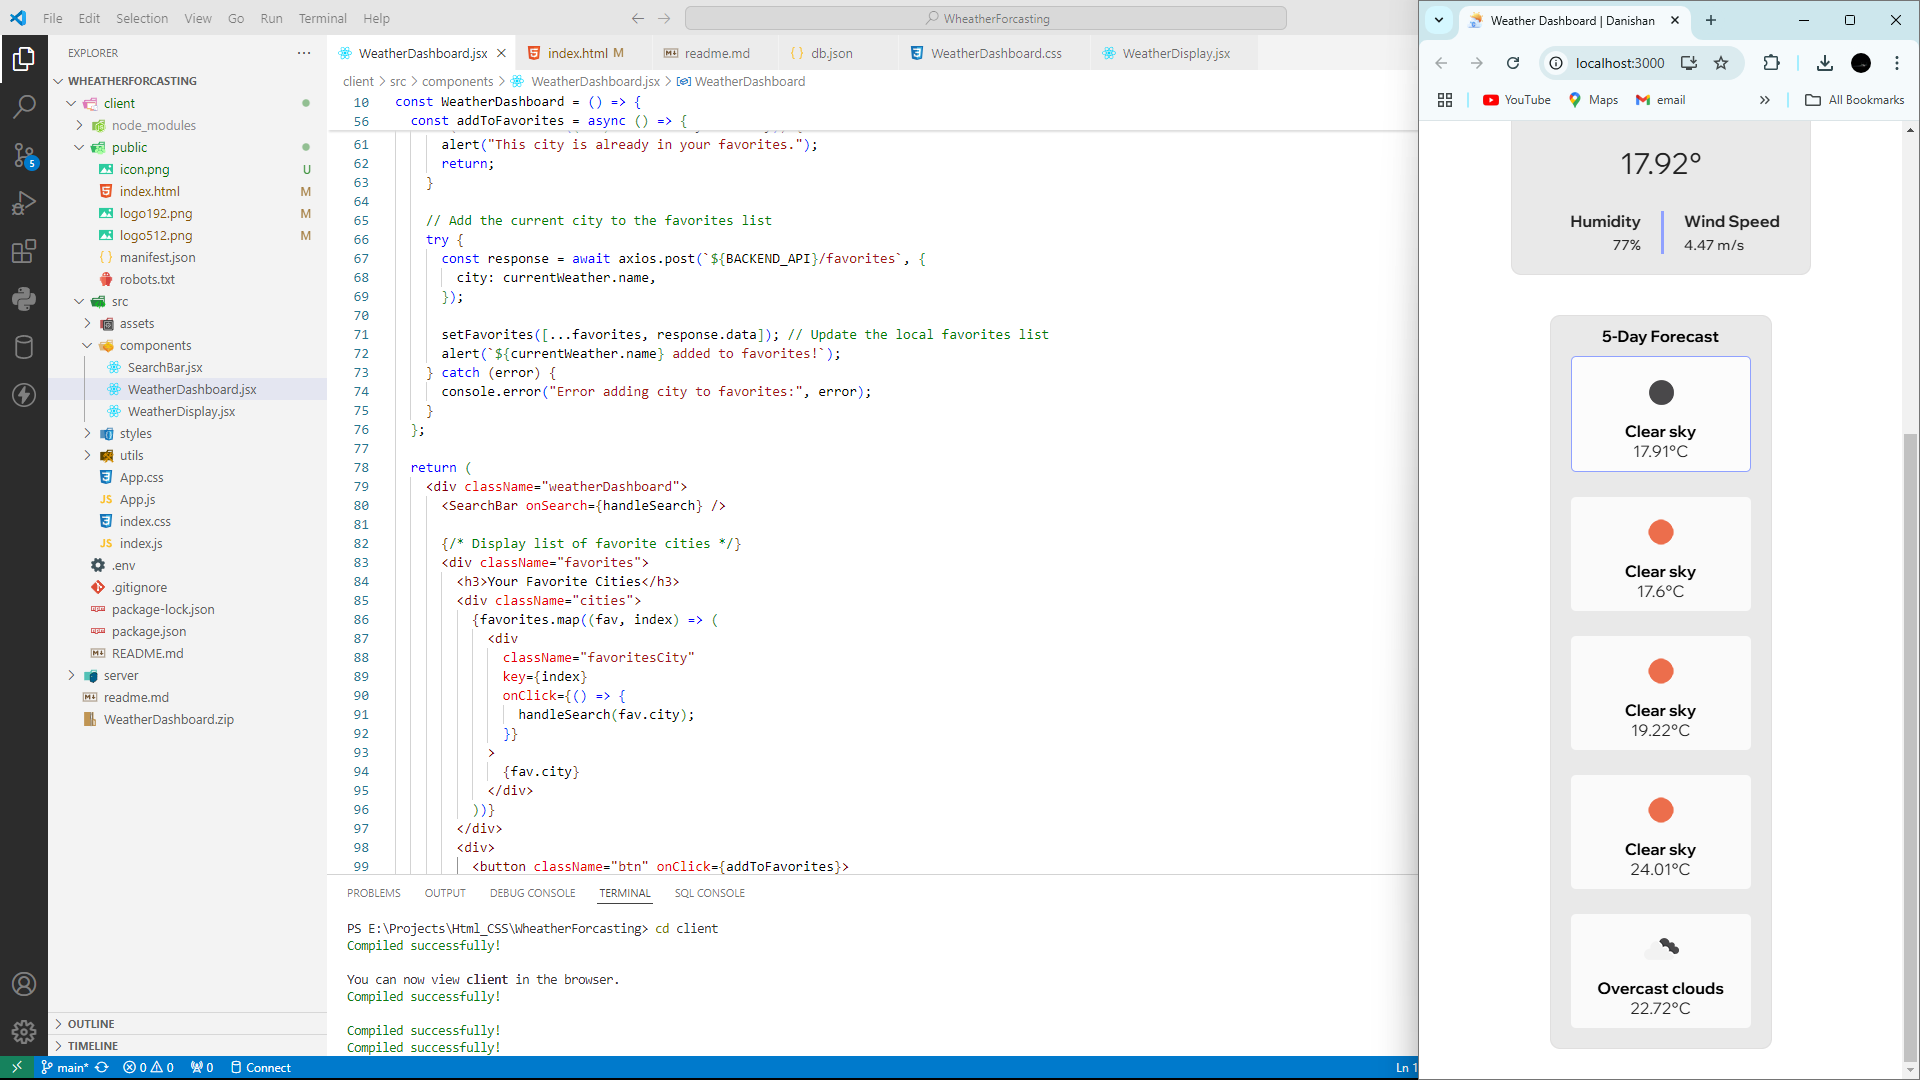 File Edit Selection View Go Run Terminal Help
WheatherForcasting
EXPLORER
WHEATHERFORCASTING
client
node_modules
public
icon.png U
index.html M
logo192.png M
logo512.png M
manifest.json
robots.txt
src
assets
components
SearchBar.jsx
WeatherDashboard.jsx
WeatherDisplay.jsx
styles
utils
App.css
JS App.js
index.css
JS index.js
.env
.gitignore
package-lock.json
package.json
README.md
server
readme.md
WeatherDashboard.zip
OUTLINE
TIMELINE
5
WeatherDashboard.jsx index.html M readme.md db.json WeatherDashboard.css WeatherDisplay.jsx
client > src > components > WeatherDashboard.jsx > WeatherDashboard
10 const WeatherDashboard = () => {
56 const addToFavorites = async () => {
61 alert("This city is already in your favorites.");
62 return;
63 }
64
65 // Add the current city to the favorites list
66 try {
67 const response = await axios.post(`${BACKEND_API}/favorites`, {
68 city: currentWeather.name,
69 });
70
71 setFavorites([...favorites, response.data]); // Update the local favorites list
72 alert(`${currentWeather.name} added to favorites!`);
73 } catch (error) {
74 console.error("Error adding city to favorites:", error);
75 }
76 };
77
78 return (
79 <div className="weatherDashboard">
80 <SearchBar onSearch={handleSearch} />
81
82 {/* Display list of favorite cities */}
83 <div className="favorites">
84 <h3>Your Favorite Cities</h3>
85 <div className="cities">
86 {favorites.map((fav, index) => (
87 <div
88 className="favoritesCity"
89 key={index}
90 onClick={() => {
91 handleSearch(fav.city);
92 }}
93 >
94 {fav.city}
95 </div>
96 ))}
97 </div>
98 <div>
99 <button className="btn" onClick={addToFavorites}>
PROBLEMS OUTPUT DEBUG CONSOLE TERMINAL SQL CONSOLE
PS E:\Projects\Html_CSS\WheatherForcasting> cd client
Compiled successfully!
You can now view client in the browser.
Compiled successfully!
Compiled successfully!
Compiled successfully!
main* 0 0 0 Connect
Ln 1
Weather Dashboard | Danishan
localhost:3000
YouTube Maps email All Bookmarks
17.92°
Humidity Wind Speed
77% 4.47 m/s
5-Day Forecast
Clear sky
17.91°C
Clear sky
17.6°C
Clear sky
19.22°C
Clear sky
24.01°C
Overcast clouds
22.72°C